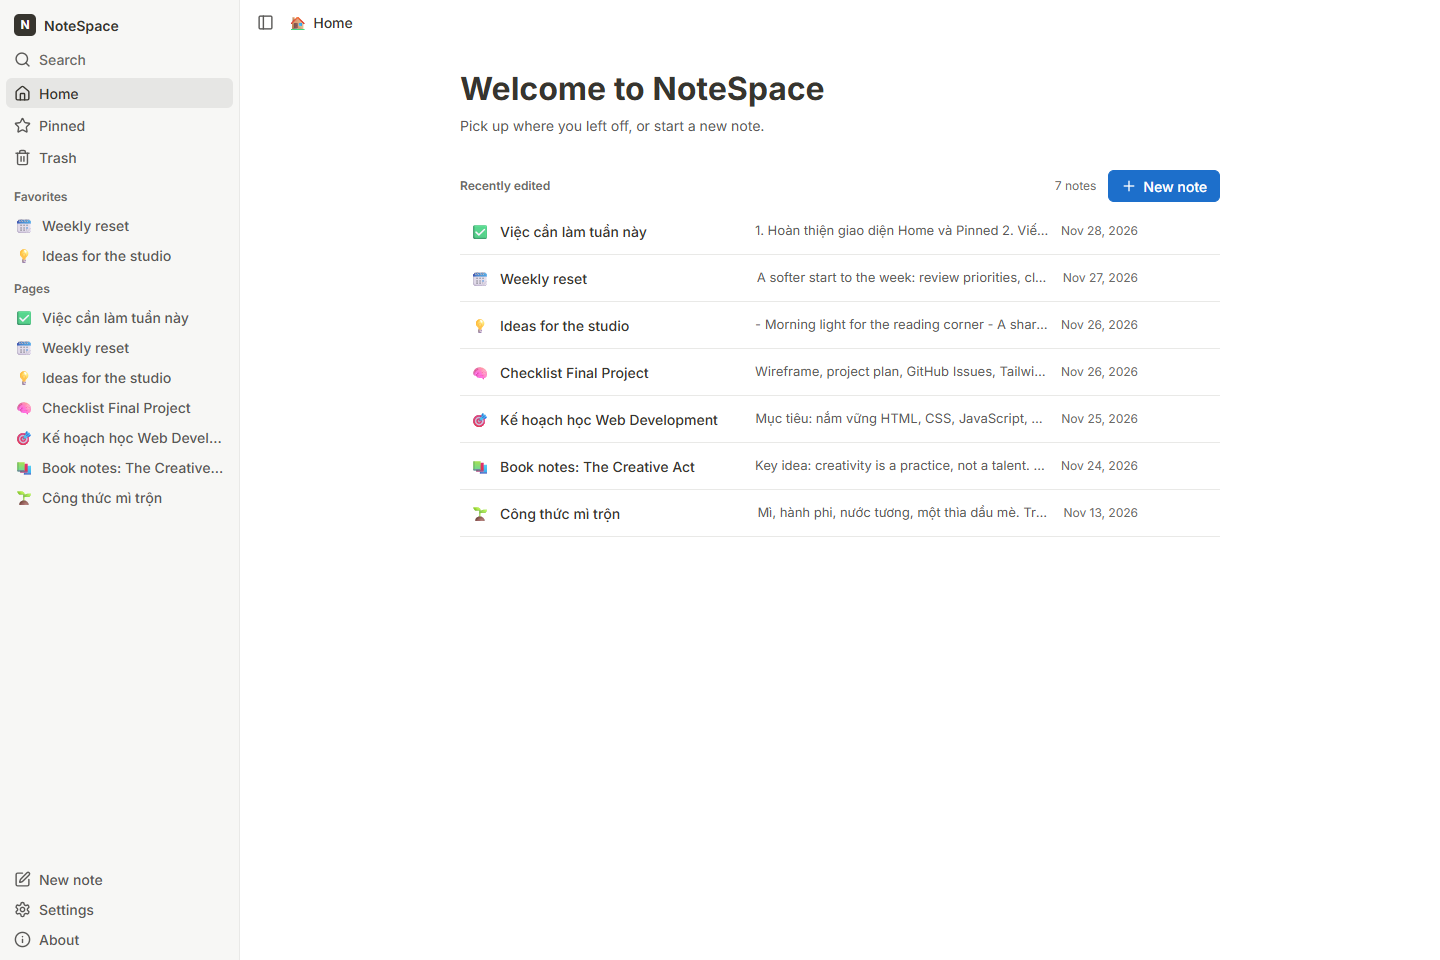 N NoteSpace
Search
Home
Pinned
Trash
Favorites
Weekly reset
Ideas for the studio
Pages
Việc cần làm tuần này
Weekly reset
Ideas for the studio
Checklist Final Project
Kế hoạch học Web Devel...
Book notes: The Creative...
Công thức mì trộn
New note
Settings
About
Home
Welcome to NoteSpace
Pick up where you left off, or start a new note.
Recently edited 7 notes New note
Việc cần làm tuần này 1. Hoàn thiện giao diện Home và Pinned 2. Viế... Nov 28, 2026
Weekly reset A softer start to the week: review priorities, cl... Nov 27, 2026
Ideas for the studio - Morning light for the reading corner - A shar... Nov 26, 2026
Checklist Final Project Wireframe, project plan, GitHub Issues, Tailwi... Nov 26, 2026
Kế hoạch học Web Development Mục tiêu: nắm vững HTML, CSS, JavaScript, ... Nov 25, 2026
Book notes: The Creative Act Key idea: creativity is a practice, not a talent. ... Nov 24, 2026
Công thức mì trộn Mì, hành phi, nước tương, một thìa dầu mè. Tr... Nov 13, 2026